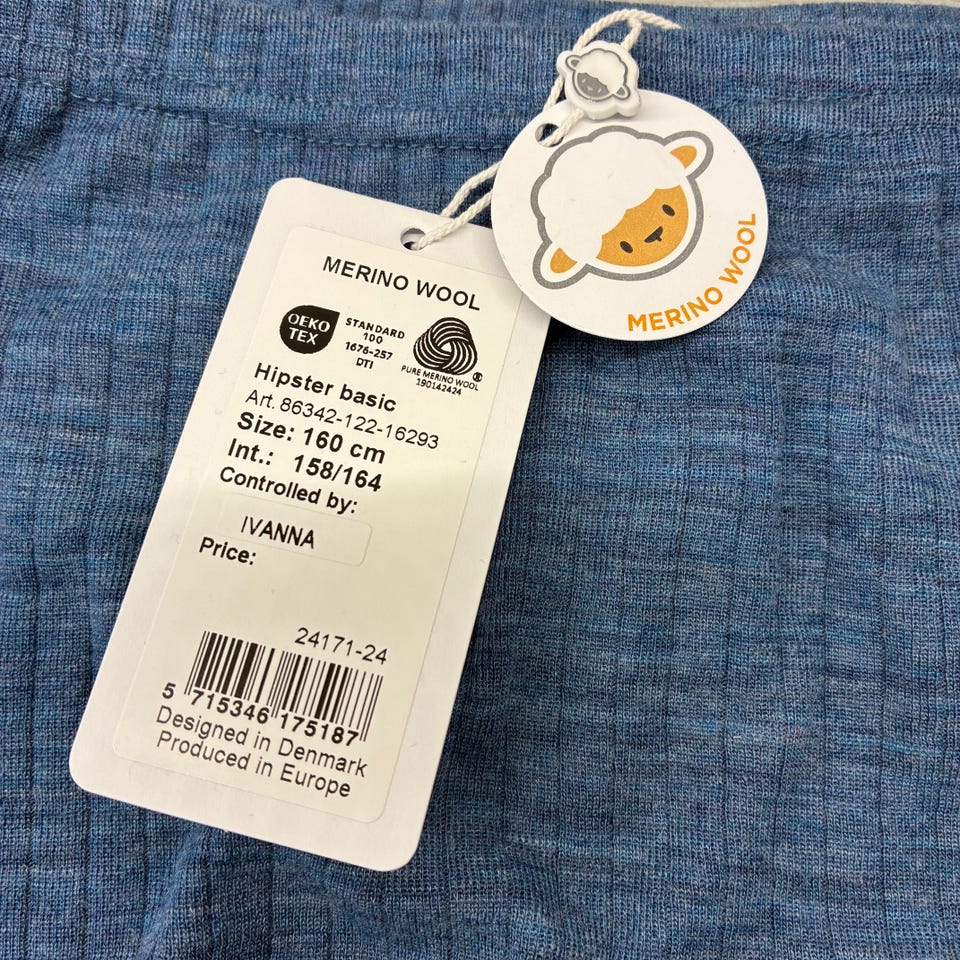 MERINO WOOL
OEKO
TEX
STANDARD
100
1676-257
DTI
PURE MERINO WOOL
190142424
Hipster basic
Art. 86342-122-16293
Size: 160 cm
Int.: 158/164
Controlled by:
IVANNA
Price:
24171-24
5 715346 175187
Designed in Denmark
Produced in Europe
MERINO WOOL